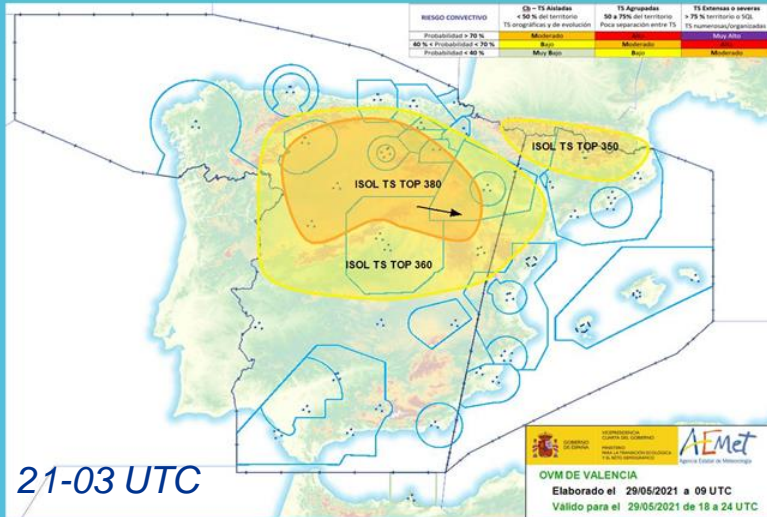 RIESGO CONVECTIVO
Cb – TS Aisladas
< 50 % del territorio
TS orográficas y de evolución
TS Agrupadas
50 a 75% del territorio
Poca separación entre TS
TS Extensas o severas
> 75 % territorio o SQL
TS numerosas/organizadas
Probabilidad > 70 %
Moderado
Alto
Muy Alto
40 % < Probabilidad < 70 %
Bajo
Moderado
Alto
Probabilidad < 40 %
Muy Bajo
Bajo
Moderado
ISOL TS TOP 350
ISOL TS TOP 380
ISOL TS TOP 360
21-03 UTC
GOBIERNO
DE ESPAÑA
VICEPRESIDENCIA
CUARTA DEL GOBIERNO
MINISTERIO
PARA LA TRANSICIÓN ECOLÓGICA
Y EL RETO DEMOGRÁFICO
AEMet
Agencia Estatal de Meteorología
OVM DE VALENCIA
Elaborado el 29/05/2021 a 09 UTC
Válido para el 29/05/2021 de 18 a 24 UTC